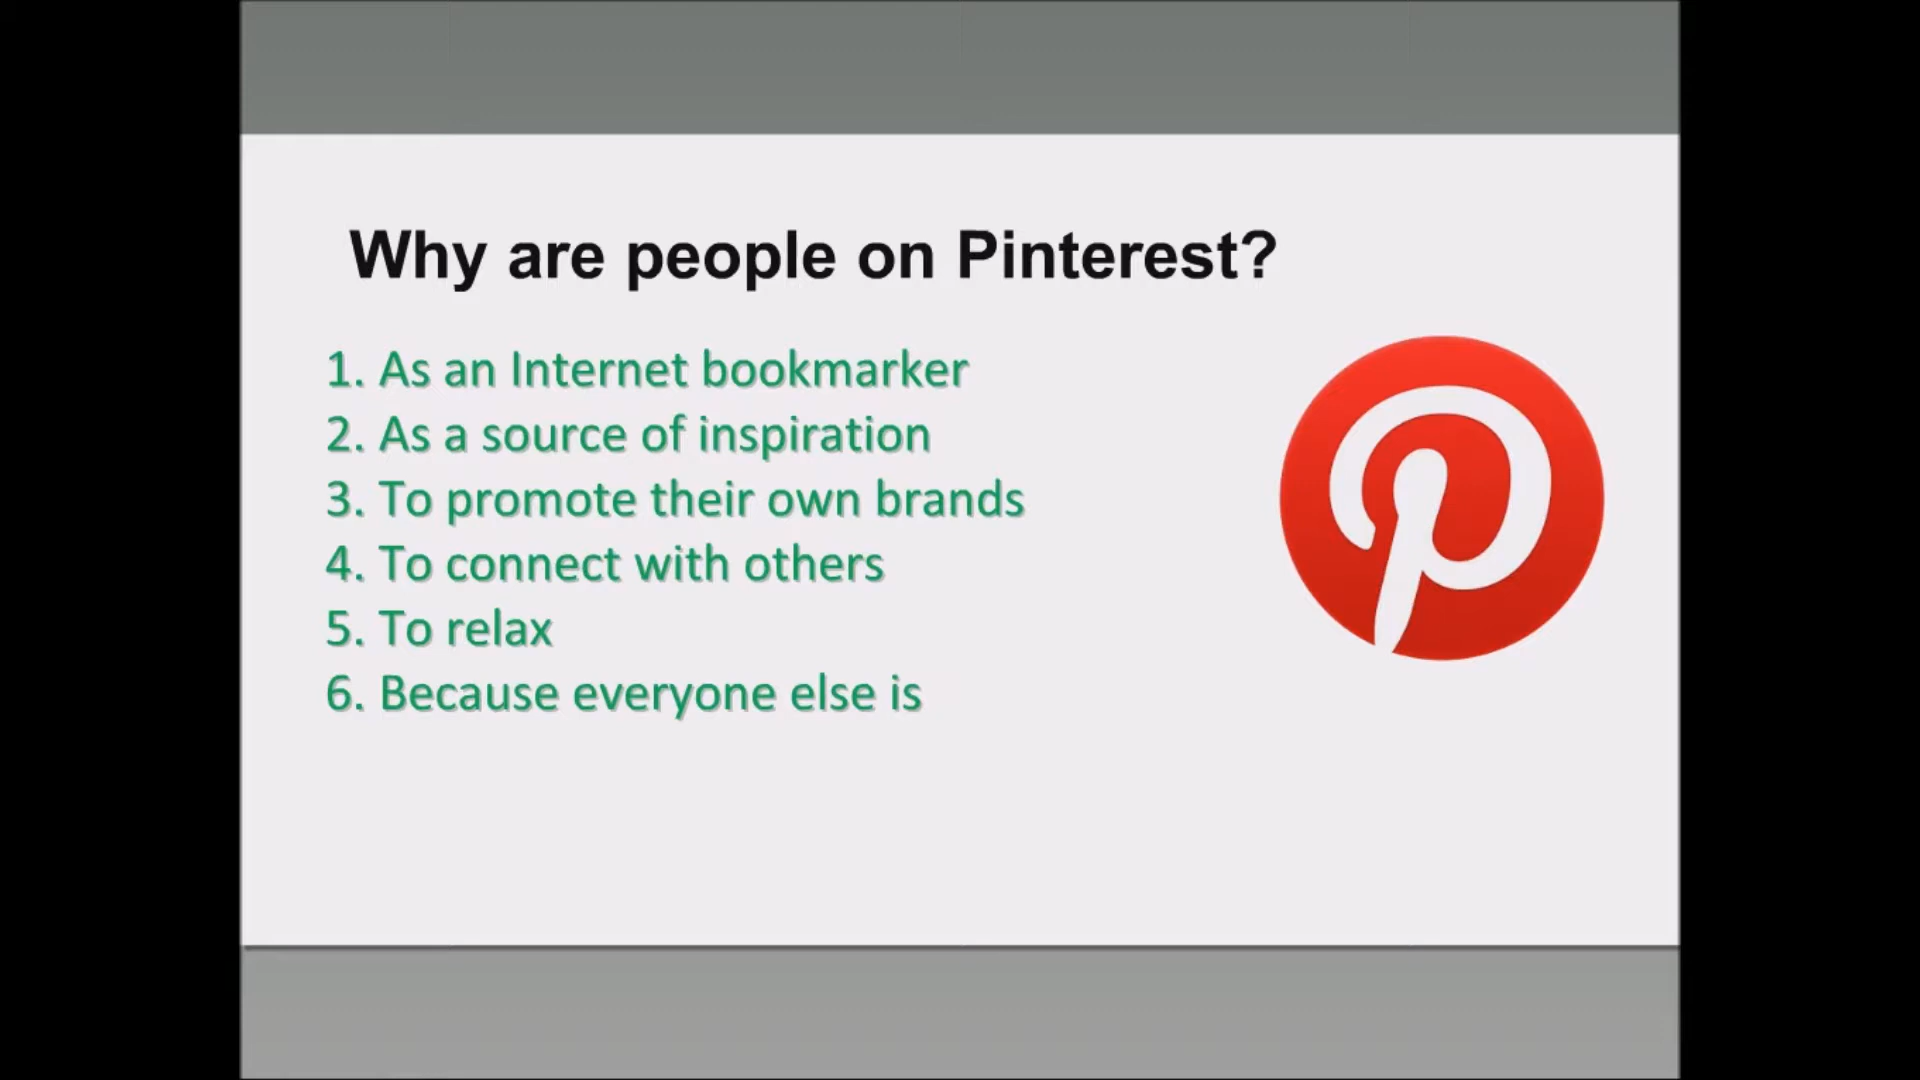 Why are people on Pinterest?
1. As an Internet bookmarker
2. As a source of inspiration
3. To promote their own brands
4. To connect with others
5. To relax
6. Because everyone else is